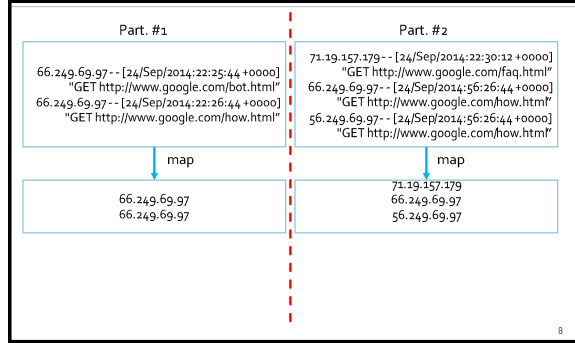 Part. #1
66.249.69.97 - - [24/Sep/2014:22:25:44 +0000]
"GET http://www.google.com/bot.html”
66.249.69.97 - - [24/Sep/2014:22:26:44 +0000]
"GET http://www.google.com/how.html”
map
66.249.69.97
66.249.69.97
Part. #2
71.19.157.179 - - [24/Sep/2014:22:30:12 +0000]
"GET http://www.google.com/faq.html”
66.249.69.97 - - [24/Sep/2014:56:26:44 +0000]
"GET http://www.google.com/how.html”
56.249.69.97 - - [24/Sep/2014:56:26:44 +0000]
"GET http://www.google.com/how.html”
map
71.19.157.179
66.249.69.97
56.249.69.97
8